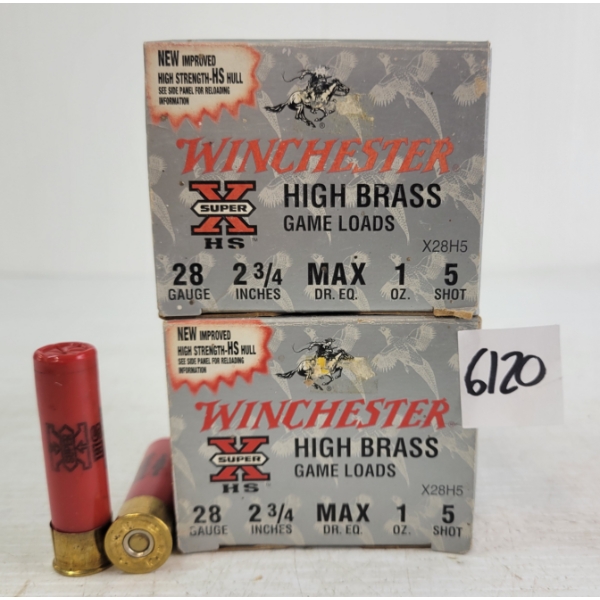 NEW IMPROVED
HIGH STRENGTH-HS HULL
SEE SIDE PANEL FOR RELOADING
INFORMATION
®
WINCHESTER
SUPER X
HS™
HIGH BRASS
GAME LOADS
X28H5
28 2 3/4 MAX 1 5
GAUGE INCHES DR. EQ. OZ. SHOT
NEW IMPROVED
HIGH STRENGTH-HS HULL
SEE SIDE PANEL FOR RELOADING
INFORMATION
6120
WINCHESTER
SUPER X
HS™
HIGH BRASS
GAME LOADS
X28H5
28 2 3/4 MAX 1 5
GAUGE INCHES DR. EQ. OZ. SHOT